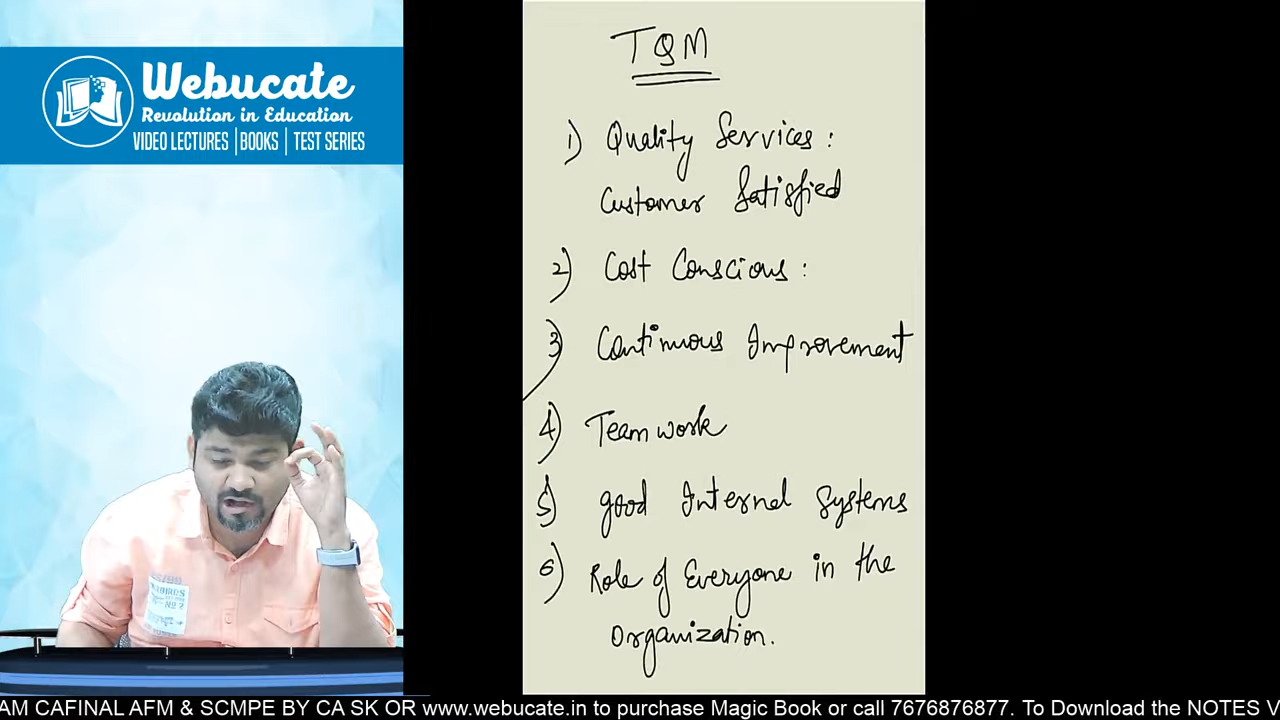 Webucate
Revolution in Education
VIDEO LECTURES | BOOKS | TEST SERIES
TQM
1) Quality Services:
Customer Satisfied
2) Cost Conscious:
3) Continuous Improvement
4) Teamwork
5) good Internal Systems
6) Role of Everyone in the
Organization.
AM CAFINAL AFM & SCMPE BY CA SK OR www.webucate.in to purchase Magic Book or call 7676876877. To Download the NOTES V